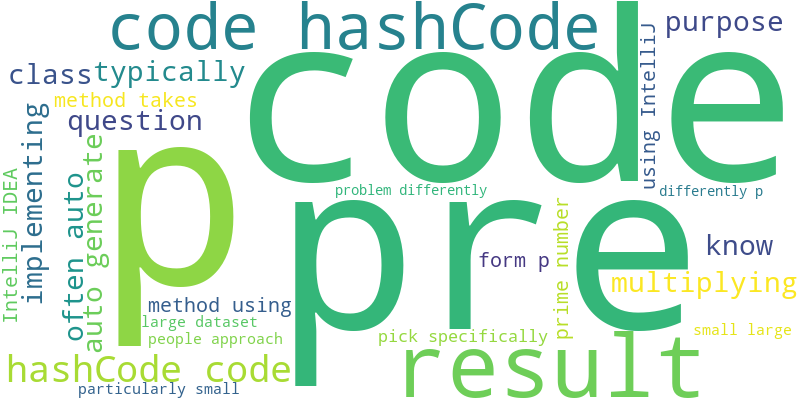 code hashCode
purpose
code
class
typically
method takes
question
using IntelliJ
implementing
p
problem differently
differently p
pre
IntelliJ IDEA
often auto
auto generate
prime number
form p
know
multiplying
method using
large dataset
people approach
pick specifically
small large
result
hashCode code
particularly small